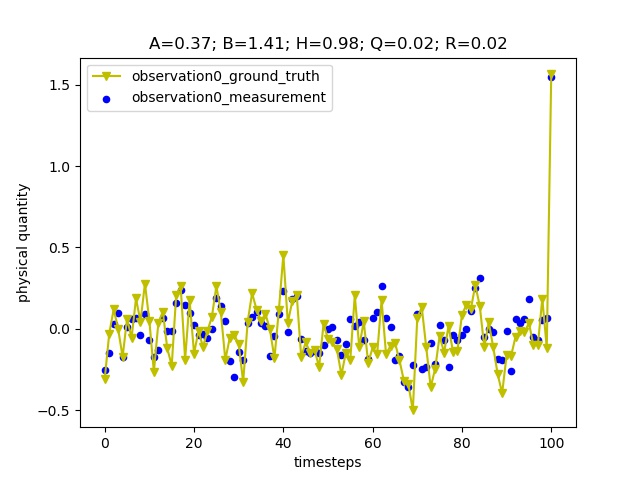 A=0.37; B=1.41; H=0.98; Q=0.02; R=0.02
observation0_ground_truth
observation0_measurement
1.5
1.0
0.5
0.0
−0.5
physical quantity
0 20 40 60 80 100
timesteps